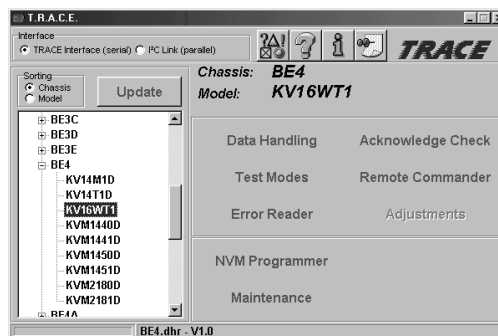 T.R.A.C.E.
Interface
TRACE Interface (serial) I²C Link (parallel)
TRACE
Sorting
Chassis
Model
Update
Chassis: BE4
Model: KV16WT1
BE3C
BE3D
BE3E
BE4
KV14M1D
KV14T1D
KV16WT1
KVM1440D
KVM1441D
KVM1450D
KVM1451D
KVM2180D
KVM2181D
BE4A
Data Handling Acknowledge Check
Test Modes Remote Commander
Error Reader Adjustments
NVM Programmer
Maintenance
BE4.dhr - V1.0